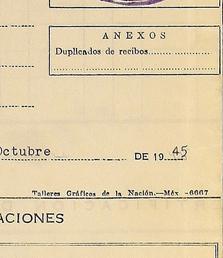 ANEXOS
Duplicados de recibos
Octubre DE 19 45
Talleres Gráficos de la Nación.—Méx -6667
ACIONES